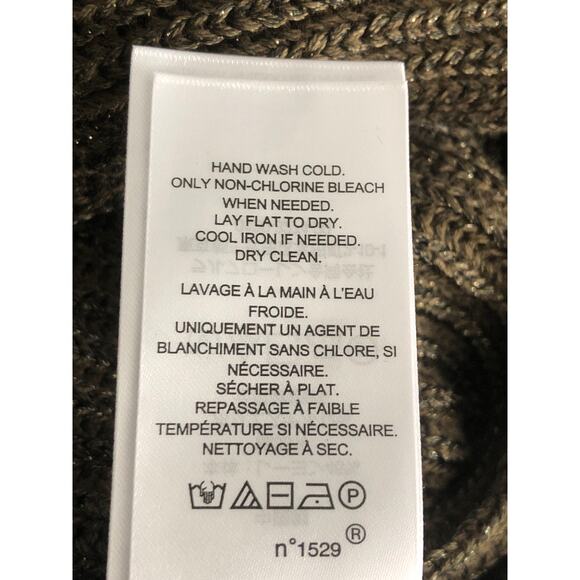 HAND WASH COLD.
ONLY NON-CHLORINE BLEACH
WHEN NEEDED.
LAY FLAT TO DRY.
COOL IRON IF NEEDED.
DRY CLEAN.
LAVAGE À LA MAIN À L'EAU
FROIDE.
UNIQUEMENT UN AGENT DE
BLANCHIMENT SANS CHLORE, SI
NÉCESSAIRE.
SÉCHER À PLAT.
REPASSAGE À FAIBLE
TEMPÉRATURE SI NÉCESSAIRE.
NETTOYAGE À SEC.
P
n°1529 ®